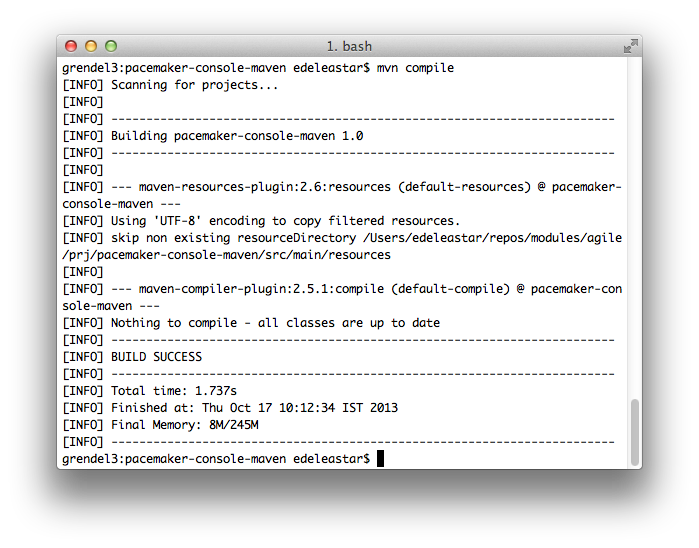 1. bash
grendel3:pacemaker-console-maven edeleastar$ mvn compile
[INFO] Scanning for projects...
[INFO]
[INFO] ------------------------------------------------------------------------
[INFO] Building pacemaker-console-maven 1.0
[INFO] ------------------------------------------------------------------------
[INFO]
[INFO] --- maven-resources-plugin:2.6:resources (default-resources) @ pacemaker-
console-maven ---
[INFO] Using 'UTF-8' encoding to copy filtered resources.
[INFO] skip non existing resourceDirectory /Users/edeleastar/repos/modules/agile
/prj/pacemaker-console-maven/src/main/resources
[INFO]
[INFO] --- maven-compiler-plugin:2.5.1:compile (default-compile) @ pacemaker-con
sole-maven ---
[INFO] Nothing to compile - all classes are up to date
[INFO] ------------------------------------------------------------------------
[INFO] BUILD SUCCESS
[INFO] ------------------------------------------------------------------------
[INFO] Total time: 1.737s
[INFO] Finished at: Thu Oct 17 10:12:34 IST 2013
[INFO] Final Memory: 8M/245M
[INFO] ------------------------------------------------------------------------
grendel3:pacemaker-console-maven edeleastar$